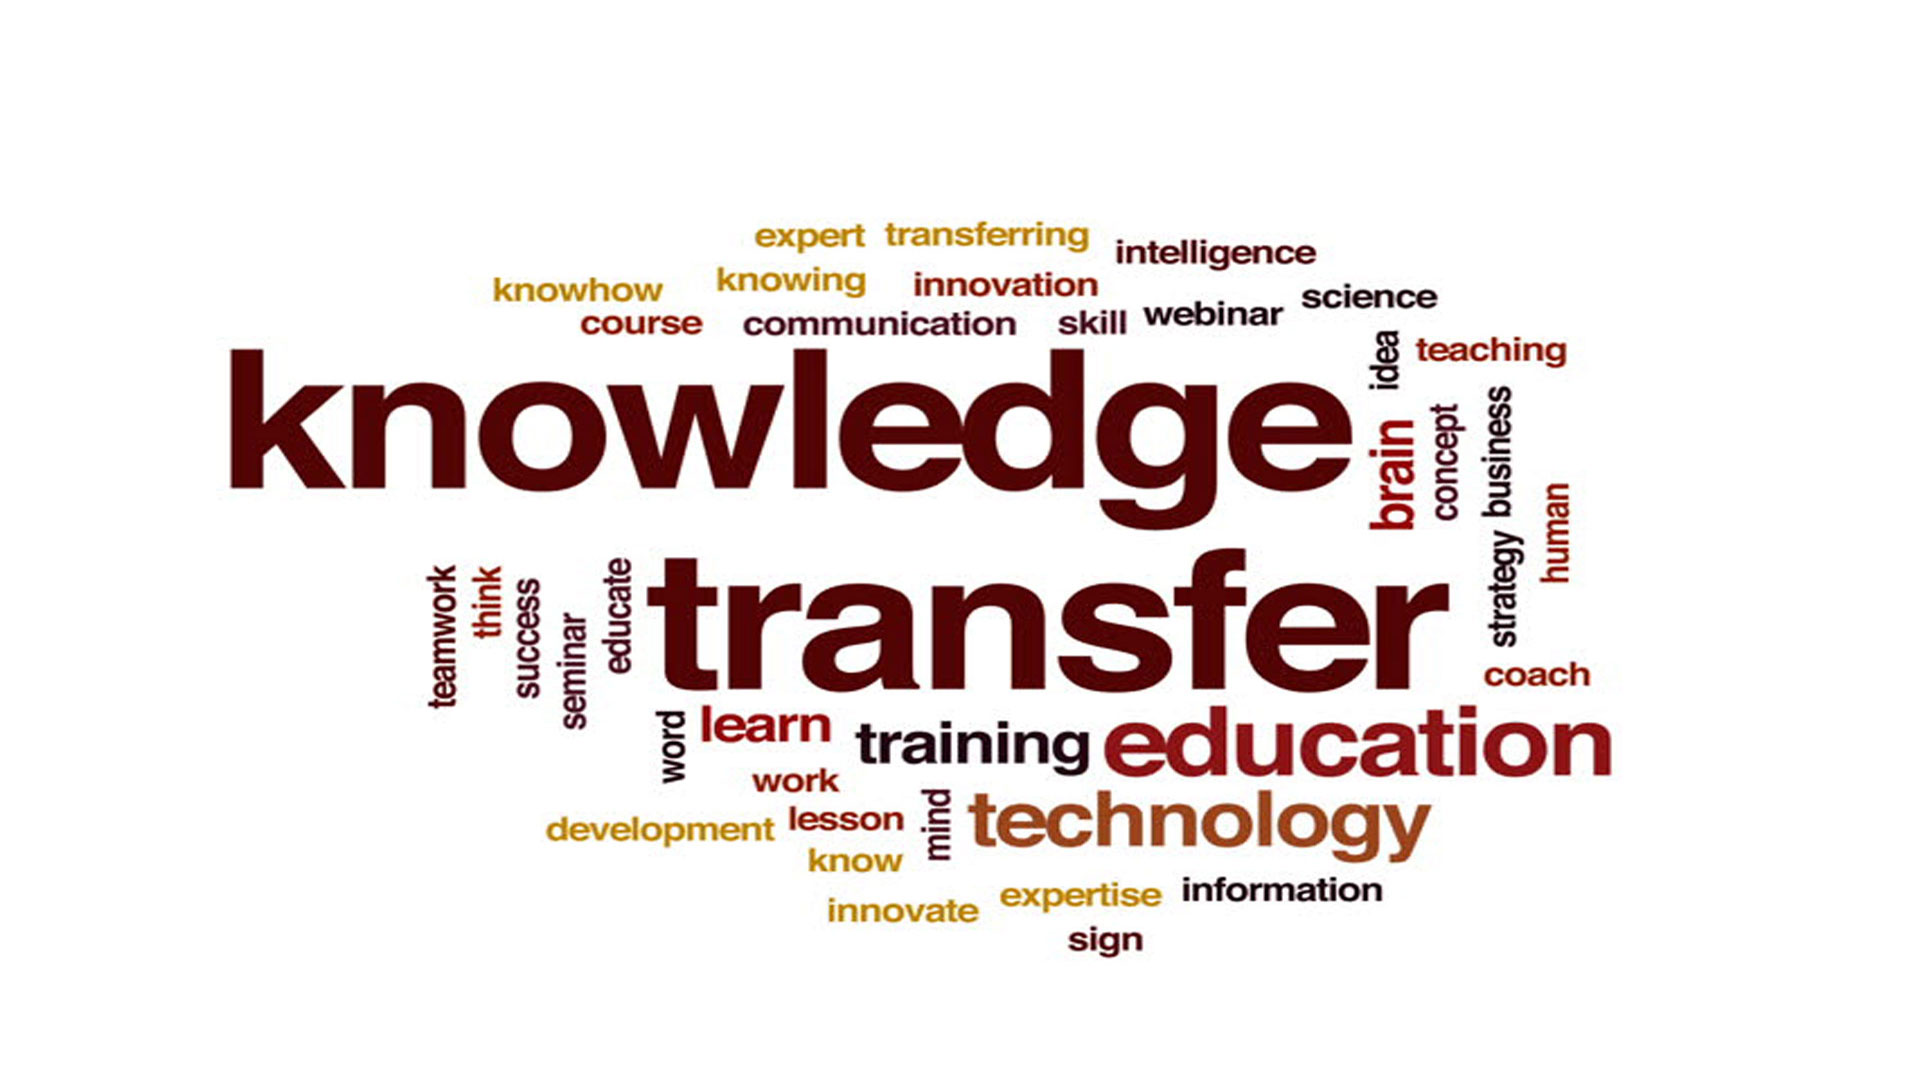 expert transferring
intelligence
knowhow knowing innovation
science
course communication skill webinar
idea
teaching
knowledge
brain
concept
business
human
teamwork
think
success
seminar
educate
transfer
strategy
coach
word
learn training education
work
development lesson
mind
technology
know
innovate expertise information
sign